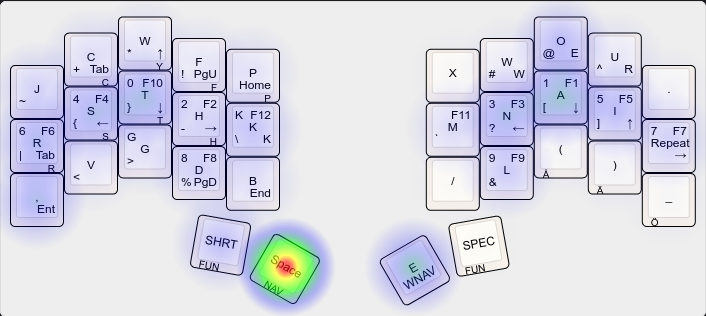 J
~
C
+ Tab
C
W
* ↑
Y
F
! PgU
F
P
Home
P
6 F6
R
| Tab
R
4 F4
S
{ ←
S
0 F10
T
} ↓
T
2 F2
H
- →
H
K F12
K
\ K
,
Ent
V
<
G
G
>
8 F8
D
% PgD
B
End
SHRT
FUN
Space
NAV
X
W
# W
O
@ E
U
^ R
.
F11
M
`
3 F3
N
? ←
1 F1
A
[ ↓
5 F5
I
] ↑
7 F7
Repeat
→
/
9 F9
L
&
(
Å
)
Ä
_
Ö
E
WNAV
SPEC
FUN